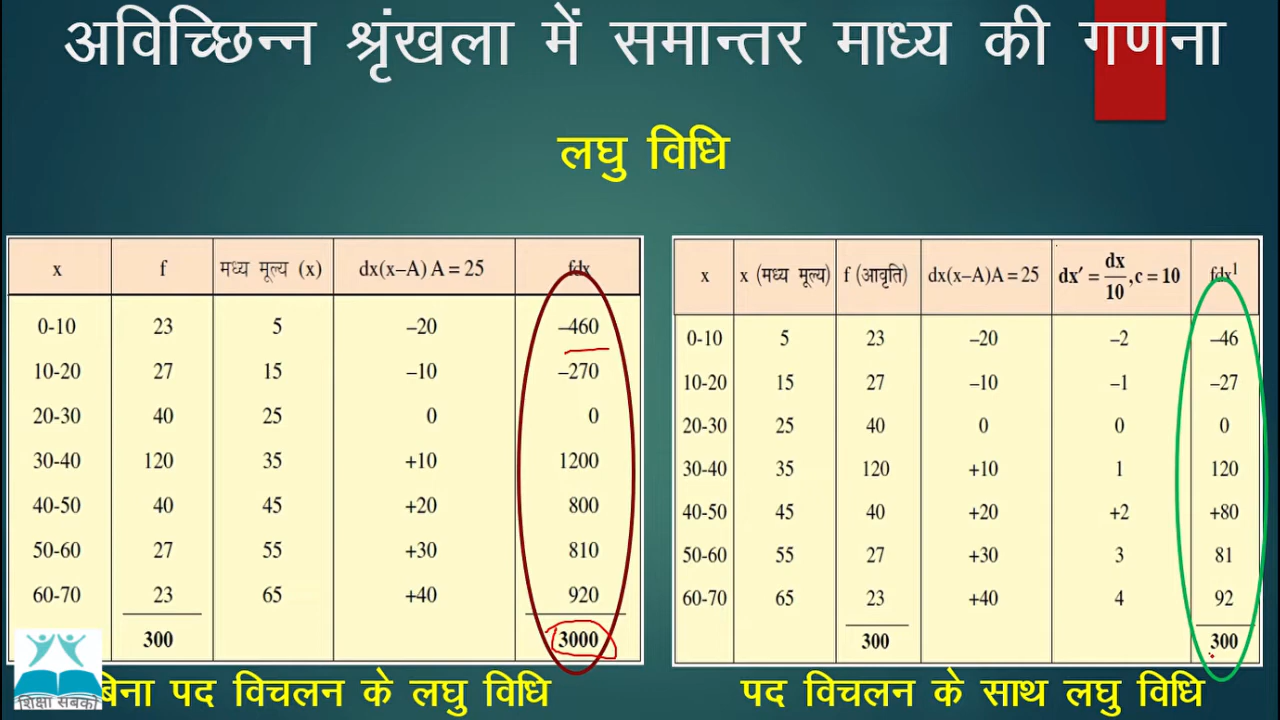 अविच्छिन्न श्रृंखला में समान्तर माध्य की गणना
लघु विधि
x f मध्य मूल्य (x) dx(x–A) A = 25 fdx
0-10 23 5 –20 –460
10-20 27 15 –10 –270
20-30 40 25 0 0
30-40 120 35 +10 1200
40-50 40 45 +20 800
50-60 27 55 +30 810
60-70 23 65 +40 920
300 3000
x x (मध्य मूल्य) f (आवृति) dx(x–A)A = 25 dx′ = dx/10 , c = 10 fdx¹
0-10 5 23 –20 –2 –46
10-20 15 27 –10 –1 –27
20-30 25 40 0 0 0
30-40 35 120 +10 1 120
40-50 45 40 +20 +2 +80
50-60 55 27 +30 3 81
60-70 65 23 +40 4 92
300 300
बिना पद विचलन के लघु विधि
पद विचलन के साथ लघु विधि
शिक्षा सबको